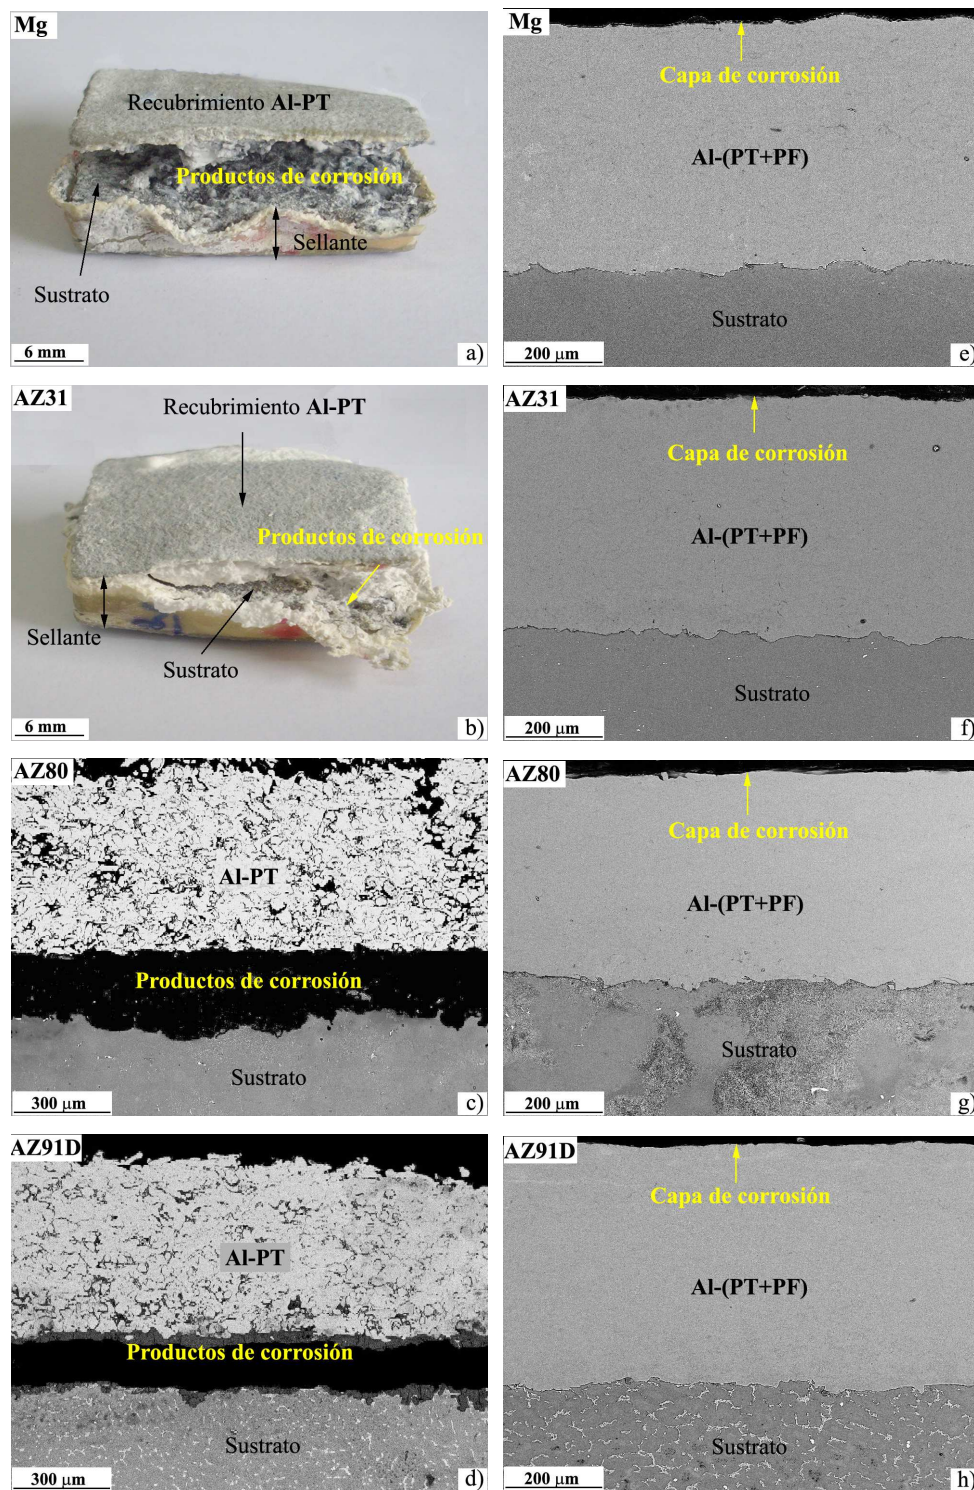 Mg
Recubrimiento Al-PT
Productos de corrosión
Sellante
Sustrato
6 mm
a)
Mg
Capa de corrosión
Al-(PT+PF)
Sustrato
200 µm
e)
AZ31
Recubrimiento Al-PT
Productos de corrosión
Sellante
Sustrato
6 mm
b)
AZ31
Capa de corrosión
Al-(PT+PF)
Sustrato
200 µm
f)
AZ80
Al-PT
Productos de corrosión
Sustrato
300 µm
c)
AZ80
Capa de corrosión
Al-(PT+PF)
Sustrato
200 µm
g)
AZ91D
Al-PT
Productos de corrosión
Sustrato
300 µm
d)
AZ91D
Capa de corrosión
Al-(PT+PF)
Sustrato
200 µm
h)